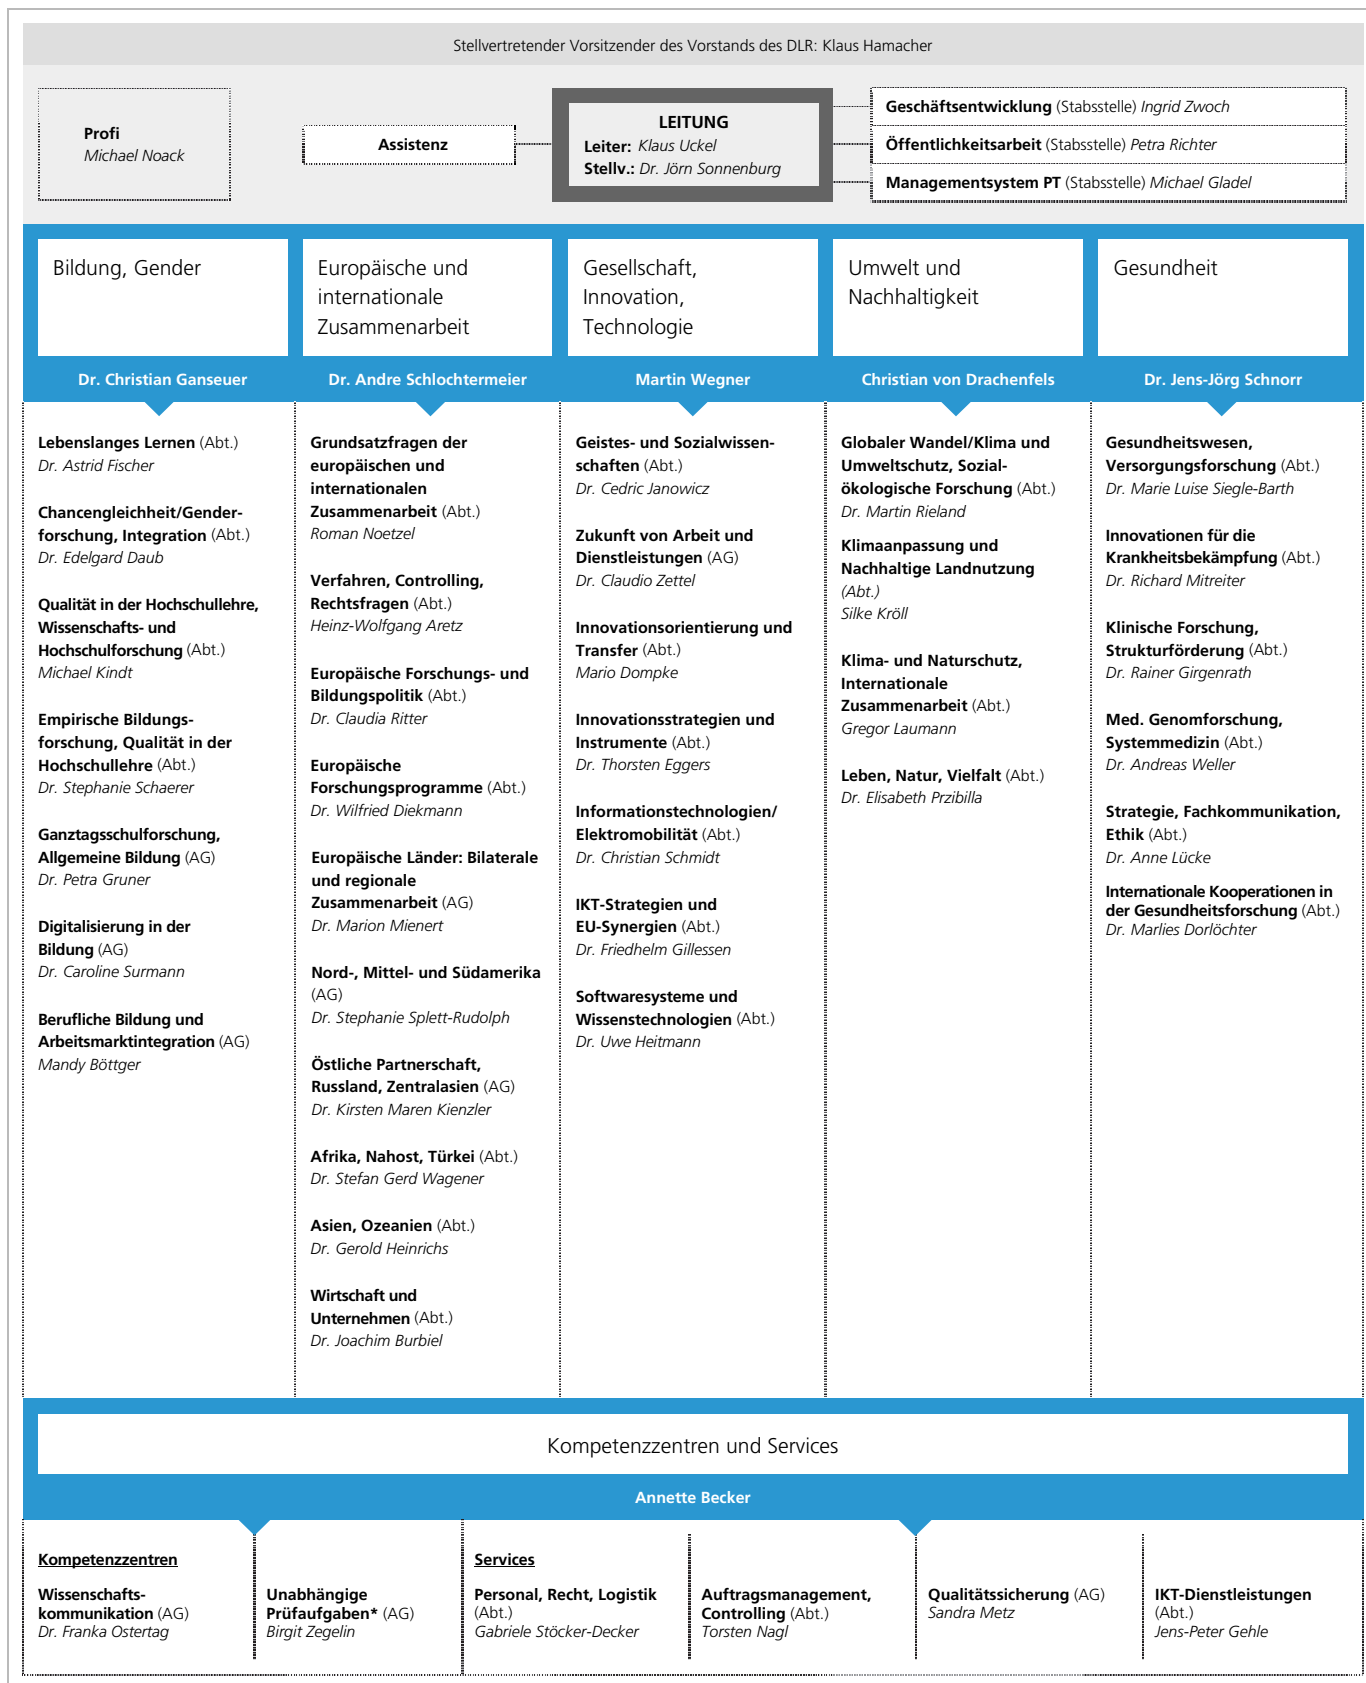 Stellvertretender Vorsitzender des Vorstands des DLR: Klaus Hamacher
Profi
Michael Noack
Assistenz
LEITUNG
Leiter: Klaus Uckel
Stellv.: Dr. Jörn Sonnenburg
Geschäftsentwicklung (Stabsstelle) Ingrid Zwoch
Öffentlichkeitsarbeit (Stabsstelle) Petra Richter
Managementsystem PT (Stabsstelle) Michael Gladel
Bildung, Gender
Dr. Christian Ganseuer
Lebenslanges Lernen (Abt.)
Dr. Astrid Fischer
Chancengleichheit/Gender-
forschung, Integration (Abt.)
Dr. Edelgard Daub
Qualität in der Hochschullehre,
Wissenschafts- und
Hochschulforschung (Abt.)
Michael Kindt
Empirische Bildungs-
forschung, Qualität in der
Hochschullehre (Abt.)
Dr. Stephanie Schaerer
Ganztagsschulforschung,
Allgemeine Bildung (AG)
Dr. Petra Gruner
Digitalisierung in der
Bildung (AG)
Dr. Caroline Surmann
Berufliche Bildung und
Arbeitsmarktintegration (AG)
Mandy Böttger
Europäische und
internationale
Zusammenarbeit
Dr. Andre Schlochtermeier
Grundsatzfragen der
europäischen und
internationalen
Zusammenarbeit (Abt.)
Roman Noetzel
Verfahren, Controlling,
Rechtsfragen (Abt.)
Heinz-Wolfgang Aretz
Europäische Forschungs- und
Bildungspolitik (Abt.)
Dr. Claudia Ritter
Europäische
Forschungsprogramme (Abt.)
Dr. Wilfried Diekmann
Europäische Länder: Bilaterale
und regionale
Zusammenarbeit (AG)
Dr. Marion Mienert
Nord-, Mittel- und Südamerika
(AG)
Dr. Stephanie Splett-Rudolph
Östliche Partnerschaft,
Russland, Zentralasien (AG)
Dr. Kirsten Maren Kienzler
Afrika, Nahost, Türkei (Abt.)
Dr. Stefan Gerd Wagener
Asien, Ozeanien (Abt.)
Dr. Gerold Heinrichs
Wirtschaft und
Unternehmen (Abt.)
Dr. Joachim Burbiel
Gesellschaft,
Innovation,
Technologie
Martin Wegner
Geistes- und Sozialwissen-
schaften (Abt.)
Dr. Cedric Janowicz
Zukunft von Arbeit und
Dienstleistungen (AG)
Dr. Claudio Zettel
Innovationsorientierung und
Transfer (Abt.)
Mario Dompke
Innovationsstrategien und
Instrumente (Abt.)
Dr. Thorsten Eggers
Informationstechnologien/
Elektromobilität (Abt.)
Dr. Christian Schmidt
IKT-Strategien und
EU-Synergien (Abt.)
Dr. Friedhelm Gillessen
Softwaresysteme und
Wissenstechnologien (Abt.)
Dr. Uwe Heitmann
Umwelt und
Nachhaltigkeit
Christian von Drachenfels
Globaler Wandel/Klima und
Umweltschutz, Sozial-
ökologische Forschung (Abt.)
Dr. Martin Rieland
Klimaanpassung und
Nachhaltige Landnutzung
(Abt.)
Silke Kröll
Klima- und Naturschutz,
Internationale
Zusammenarbeit (Abt.)
Gregor Laumann
Leben, Natur, Vielfalt (Abt.)
Dr. Elisabeth Przibilla
Gesundheit
Dr. Jens-Jörg Schnorr
Gesundheitswesen,
Versorgungsforschung (Abt.)
Dr. Marie Luise Siegle-Barth
Innovationen für die
Krankheitsbekämpfung (Abt.)
Dr. Richard Mitreiter
Klinische Forschung,
Strukturförderung (Abt.)
Dr. Rainer Girgenrath
Med. Genomforschung,
Systemmedizin (Abt.)
Dr. Andreas Weller
Strategie, Fachkommunikation,
Ethik (Abt.)
Dr. Anne Lücke
Internationale Kooperationen in
der Gesundheitsforschung (Abt.)
Dr. Marlies Dorlöchter
Kompetenzzentren und Services
Annette Becker
Kompetenzzentren
Wissenschafts-
kommunikation (AG)
Dr. Franka Ostertag
Unabhängige
Prüfaufgaben* (AG)
Birgit Zegelin
Services
Personal, Recht, Logistik
(Abt.)
Gabriele Stöcker-Decker
Auftragsmanagement,
Controlling (Abt.)
Torsten Nagl
Qualitätssicherung (AG)
Sandra Metz
IKT-Dienstleistungen
(Abt.)
Jens-Peter Gehle